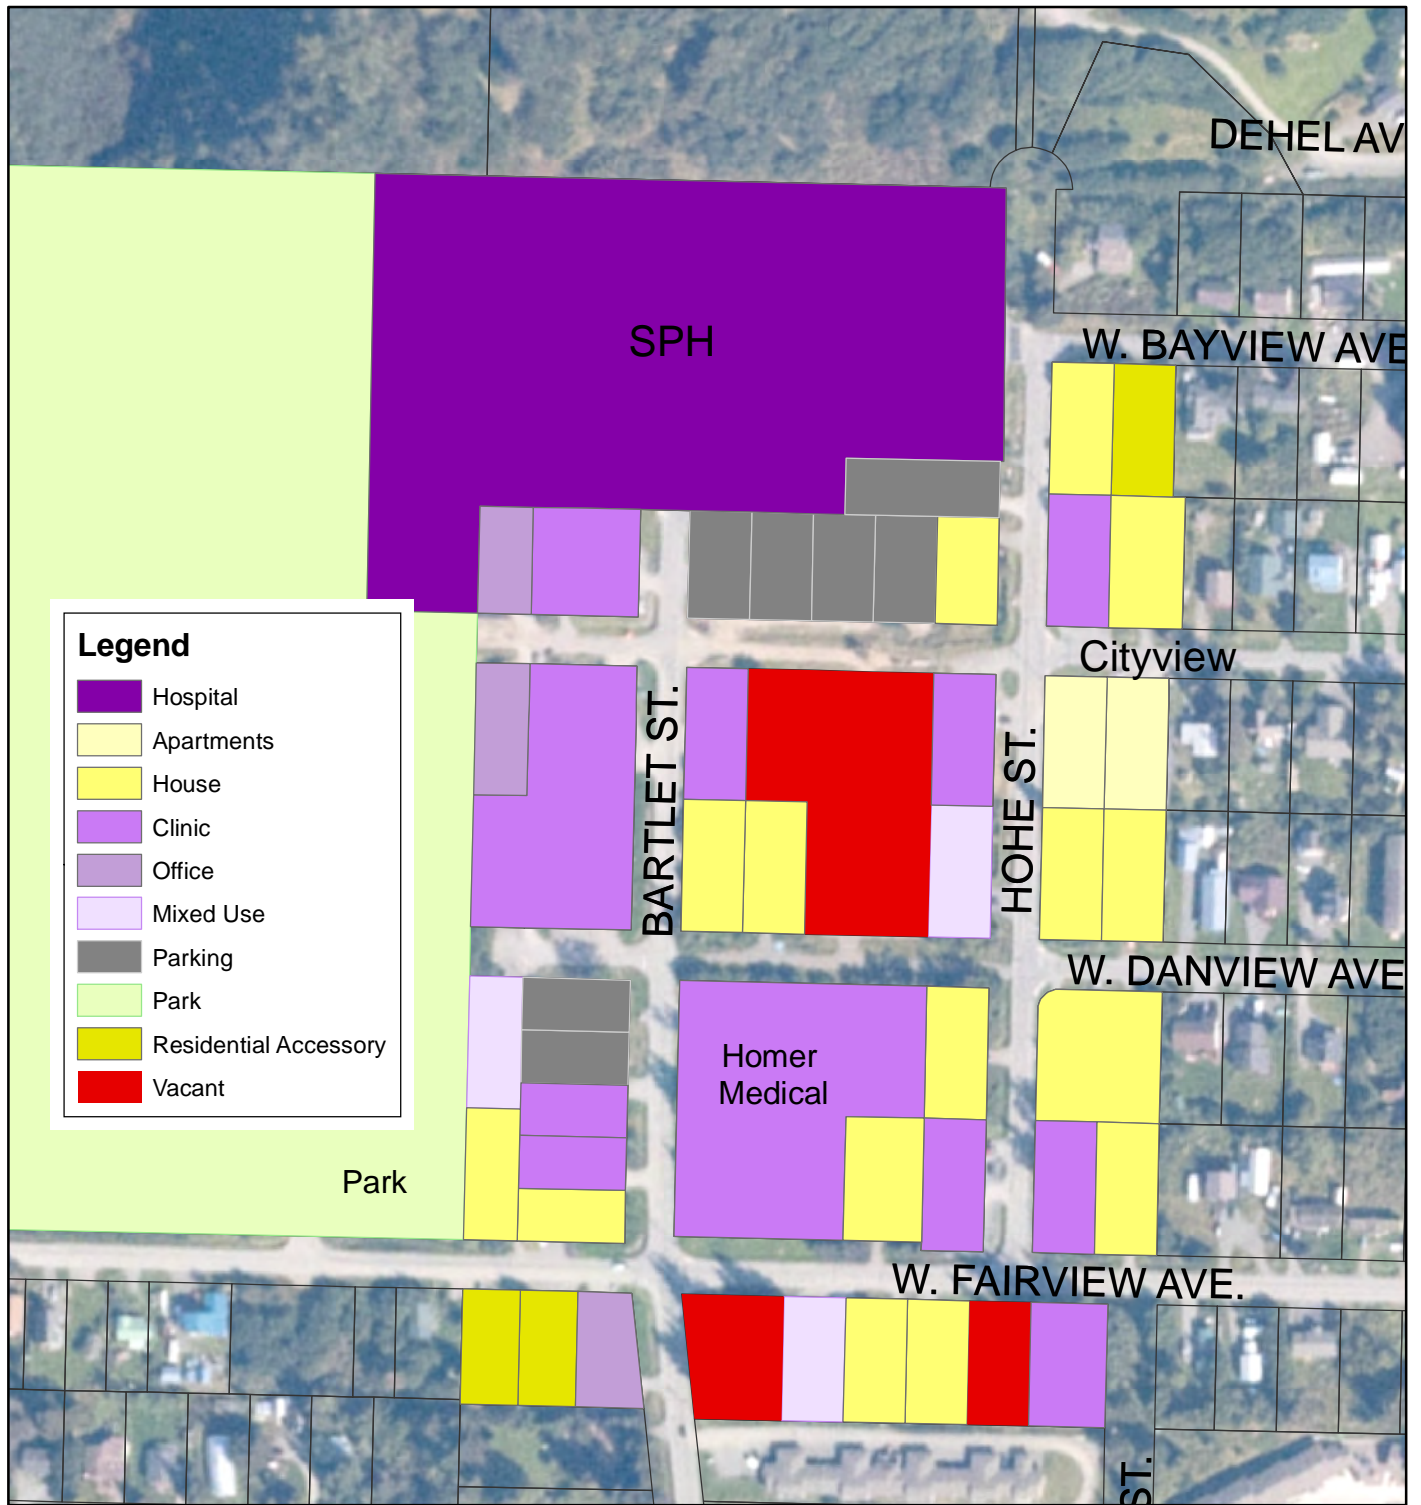 DEHEL AV
W. BAYVIEW AVE
SPH
Cityview
BARTLET ST.
HOHE ST.
W. DANVIEW AVE
Homer
Medical
Park
W. FAIRVIEW AVE.
ST.
Legend
Hospital
Apartments
House
Clinic
Office
Mixed Use
Parking
Park
Residential Accessory
Vacant